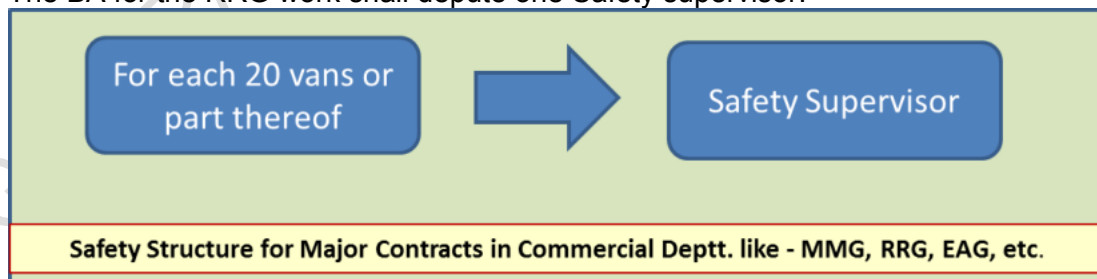 The BA for the RRG work shall depute one Safety supervisor.
For each 20 vans or
part thereof
Safety Supervisor
Safety Structure for Major Contracts in Commercial Deptt. like - MMG, RRG, EAG, etc.